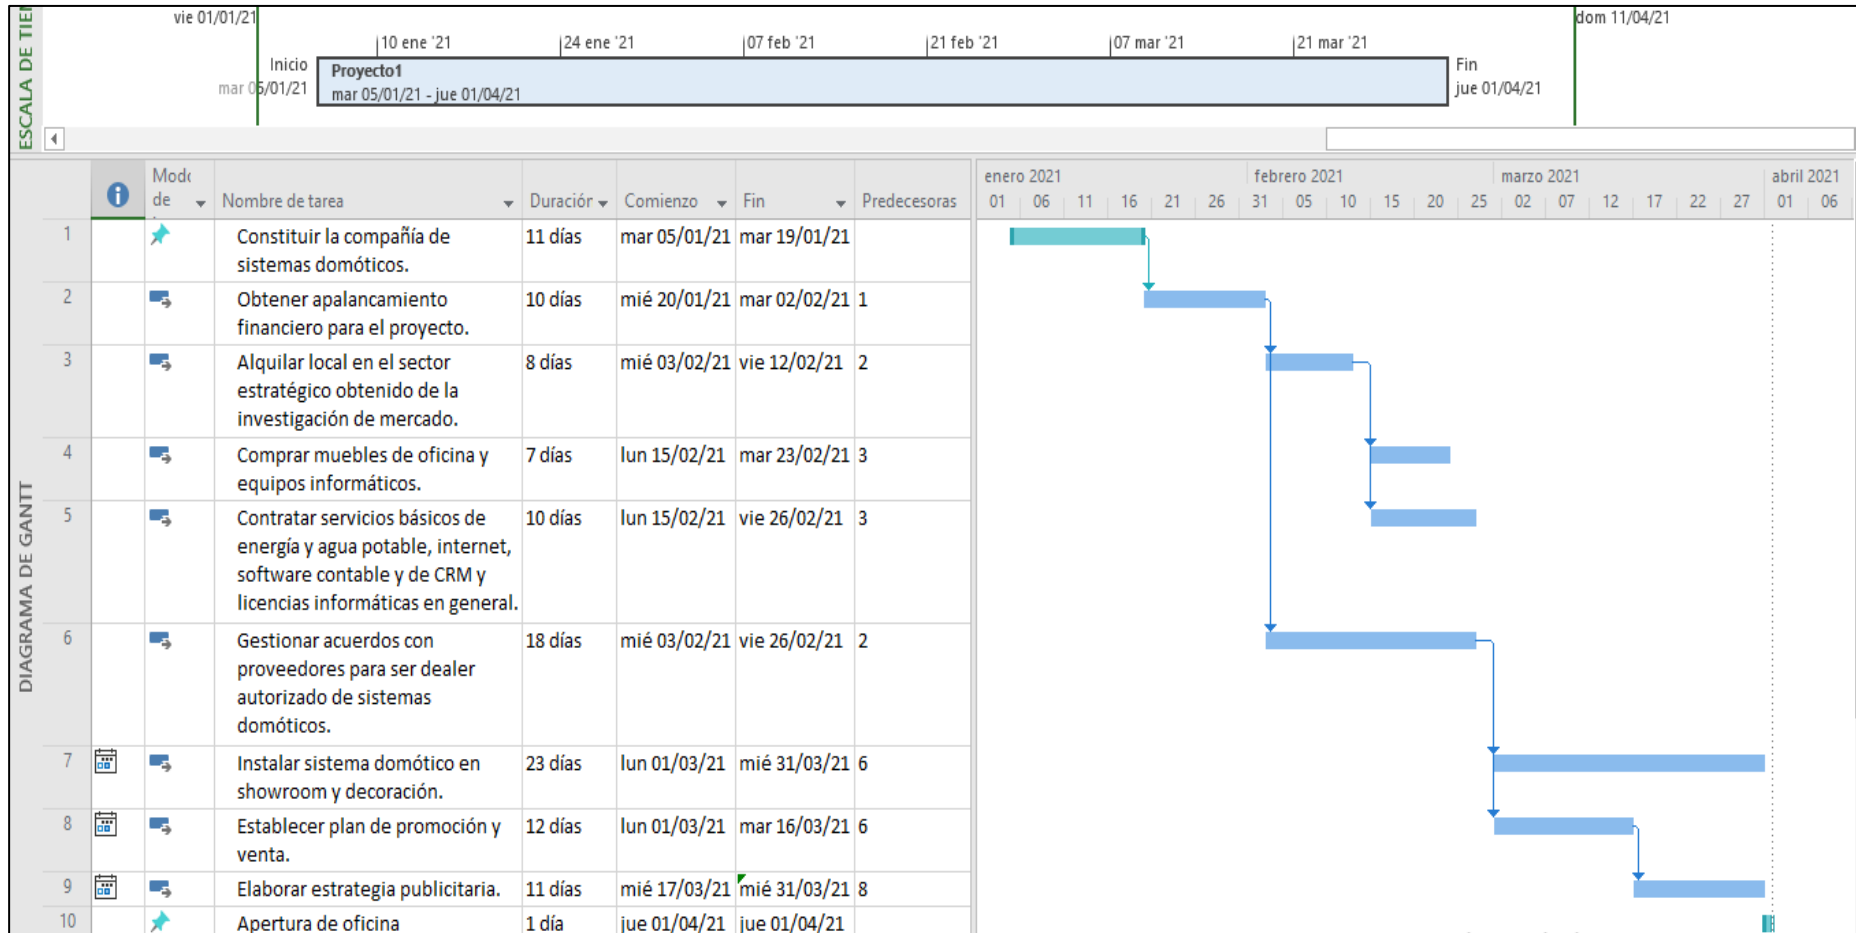 ESCALA DE TIEM
vie 01/01/21
dom 11/04/21
10 ene '21
24 ene '21
07 feb '21
21 feb '21
07 mar '21
21 mar '21
Inicio
mar 05/01/21
Proyecto1
mar 05/01/21 - jue 01/04/21
Fin
jue 01/04/21
DIAGRAMA DE GANTT
Modo de
Nombre de tarea
Duración
Comienzo
Fin
Predecesoras
enero 2021
febrero 2021
marzo 2021
abril 2021
01 06 11 16 21 26 31 05 10 15 20 25 02 07 12 17 22 27 01 06
1 Constituir la compañía de 11 días mar 05/01/21 mar 19/01/21
sistemas domóticos.
2 Obtener apalancamiento 10 días mié 20/01/21 mar 02/02/21 1
financiero para el proyecto.
3 Alquilar local en el sector 8 días mié 03/02/21 vie 12/02/21 2
estratégico obtenido de la
investigación de mercado.
4 Comprar muebles de oficina y 7 días lun 15/02/21 mar 23/02/21 3
equipos informáticos.
5 Contratar servicios básicos de 10 días lun 15/02/21 vie 26/02/21 3
energía y agua potable, internet,
software contable y de CRM y
licencias informáticas en general.
6 Gestionar acuerdos con 18 días mié 03/02/21 vie 26/02/21 2
proveedores para ser dealer
autorizado de sistemas
domóticos.
7 Instalar sistema domótico en 23 días lun 01/03/21 mié 31/03/21 6
showroom y decoración.
8 Establecer plan de promoción y 12 días lun 01/03/21 mar 16/03/21 6
venta.
9 Elaborar estrategia publicitaria. 11 días mié 17/03/21 mié 31/03/21 8
10 Apertura de oficina 1 día jue 01/04/21 jue 01/04/21